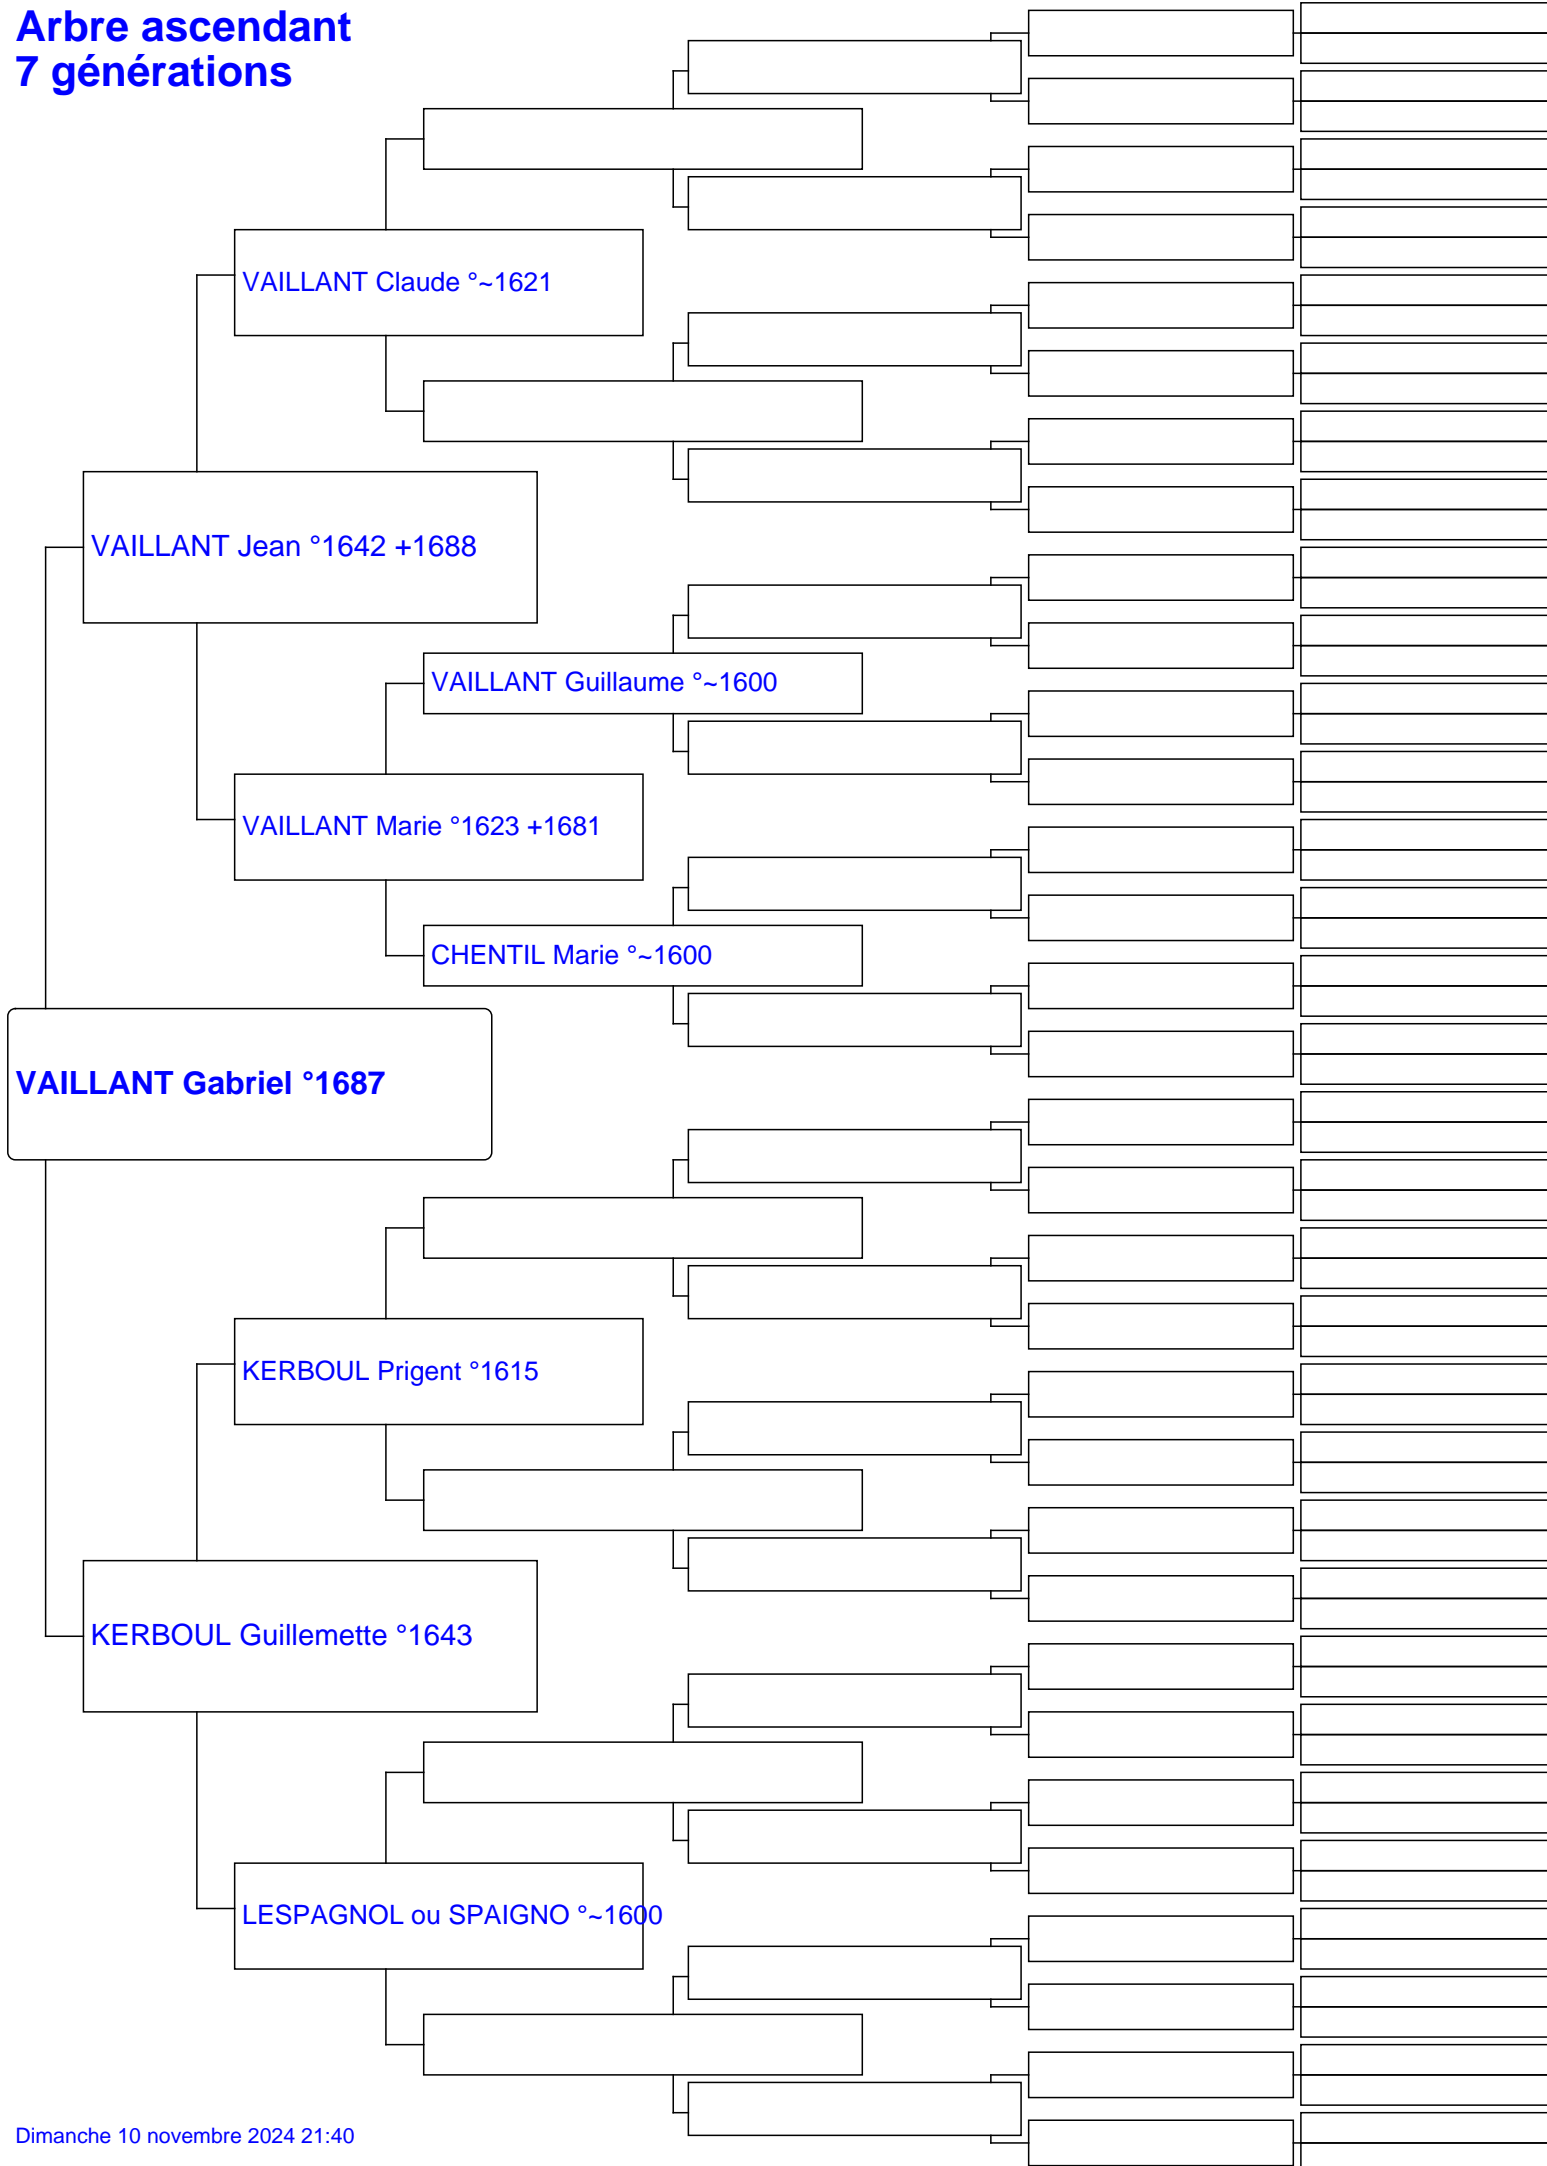 Arbre ascendant
7 générations
VAILLANT Claude °~1621
VAILLANT Jean °1642 +1688
VAILLANT Guillaume °~1600
VAILLANT Marie °1623 +1681
CHENTIL Marie °~1600
VAILLANT Gabriel °1687
KERBOUL Prigent °1615
KERBOUL Guillemette °1643
LESPAGNOL ou SPAIGNO °~1600
Dimanche 10 novembre 2024 21:40